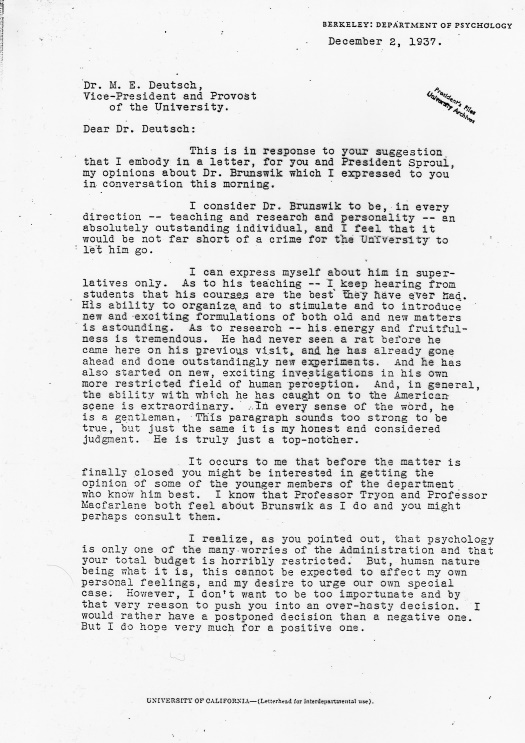 BERKELEY: DEPARTMENT OF PSYCHOLOGY
December 2, 1937.
President's Files
University Archives
Dr. M. E. Deutsch,
Vice-President and Provost
of the University.
Dear Dr. Deutsch:
This is in response to your suggestion
that I embody in a letter, for you and President Sproul,
my opinions about Dr. Brunswik which I expressed to you
in conversation this morning.
I consider Dr. Brunswik to be, in every
direction -- teaching and research and personality -- an
absolutely outstanding individual, and I feel that it
would be not far short of a crime for the University to
let him go.
I can express myself about him in super-
latives only. As to his teaching -- I keep hearing from
students that his courses are the best they have ever had.
His ability to organize and to stimulate and to introduce
new and exciting formulations of both old and new matters
is astounding. As to research -- his energy and fruitful-
ness is tremendous. He had never seen a rat before he
came here on his previous visit, and he has already gone
ahead and done outstandingly new experiments. And he has
also started on new, exciting investigations in his own
more restricted field of human perception. And, in general,
the ability with which he has caught on to the American
scene is extraordinary. In every sense of the word, he
is a gentleman. This paragraph sounds too strong to be
true, but just the same it is my honest and considered
judgment. He is truly just a top-notcher.
It occurs to me that before the matter is
finally closed you might be interested in getting the
opinion of some of the younger members of the department
who know him best. I know that Professor Tryon and Professor
Macfarlane both feel about Brunswik as I do and you might
perhaps consult them.
I realize, as you pointed out, that psychology
is only one of the many worries of the Administration and that
your total budget is horribly restricted. But, human nature
being what it is, this cannot be expected to affect my own
personal feelings, and my desire to urge our own special
case. However, I don't want to be too importunate and by
that very reason to push you into an over-hasty decision. I
would rather have a postponed decision than a negative one.
But I do hope very much for a positive one.
UNIVERSITY OF CALIFORNIA—(Letterhead for Interdepartmental use).